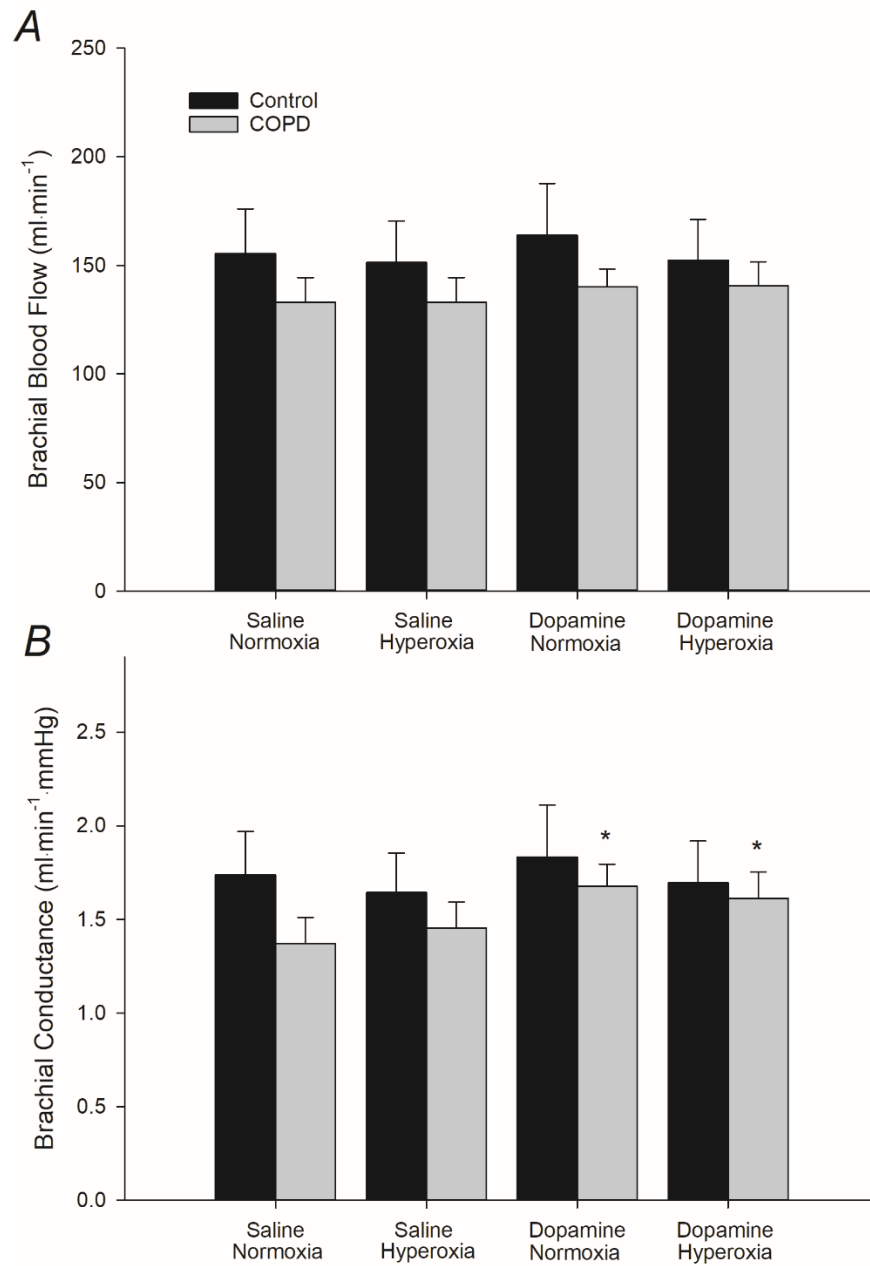 A
Brachial Blood Flow (ml·min⁻¹)
250
200
150
100
50
0
Control
COPD
Saline
Normoxia
Saline
Hyperoxia
Dopamine
Normoxia
Dopamine
Hyperoxia
B
Brachial Conductance (ml·min⁻¹·mmHg)
2.5
2.0
1.5
1.0
0.5
0.0
*
*
Saline
Normoxia
Saline
Hyperoxia
Dopamine
Normoxia
Dopamine
Hyperoxia